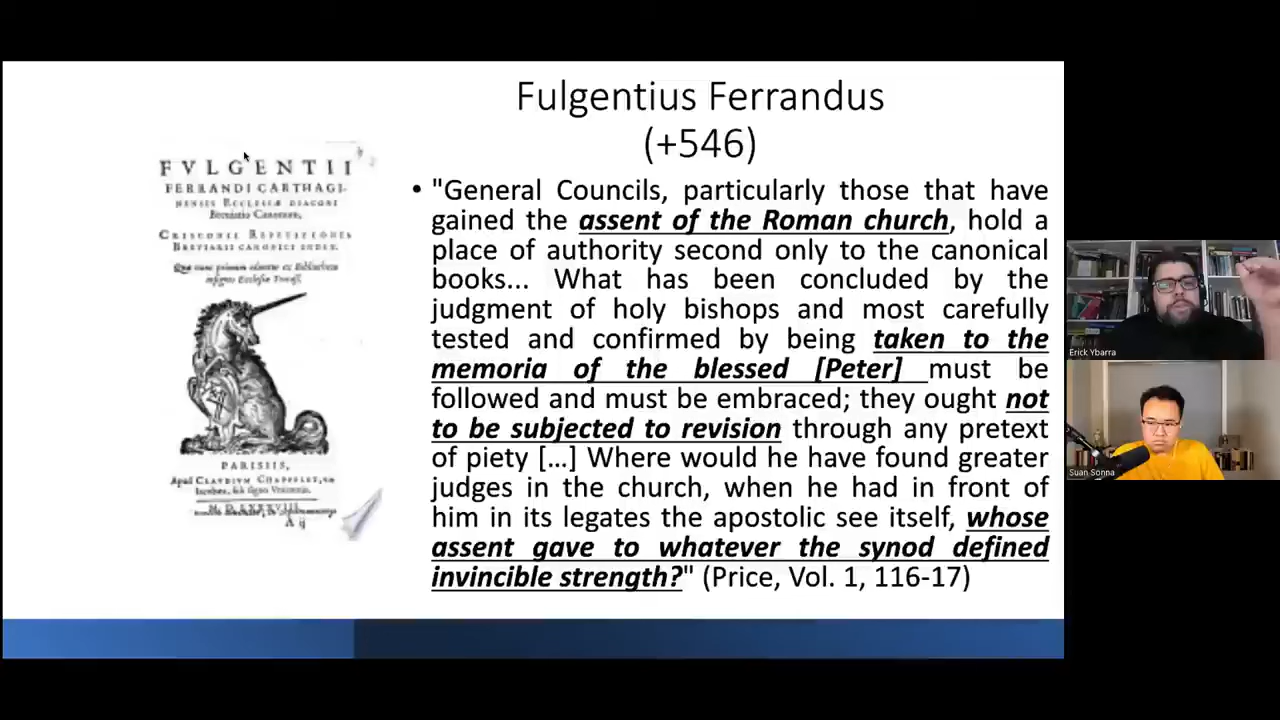 Fulgentius Ferrandus
(+546)
FVLGENTII
FERRANDI CARTHAGI-
Breuiatio Canonum,
PARISIIS,
A ij
• "General Councils, particularly those that have
gained the assent of the Roman church, hold a
place of authority second only to the canonical
books... What has been concluded by the
judgment of holy bishops and most carefully
tested and confirmed by being taken to the
memoria of the blessed [Peter] must be
followed and must be embraced; they ought not
to be subjected to revision through any pretext
of piety [...] Where would he have found greater
judges in the church, when he had in front of
him in its legates the apostolic see itself, whose
assent gave to whatever the synod defined
invincible strength?" (Price, Vol. 1, 116-17)
Erick Ybarra
Suan Sonna